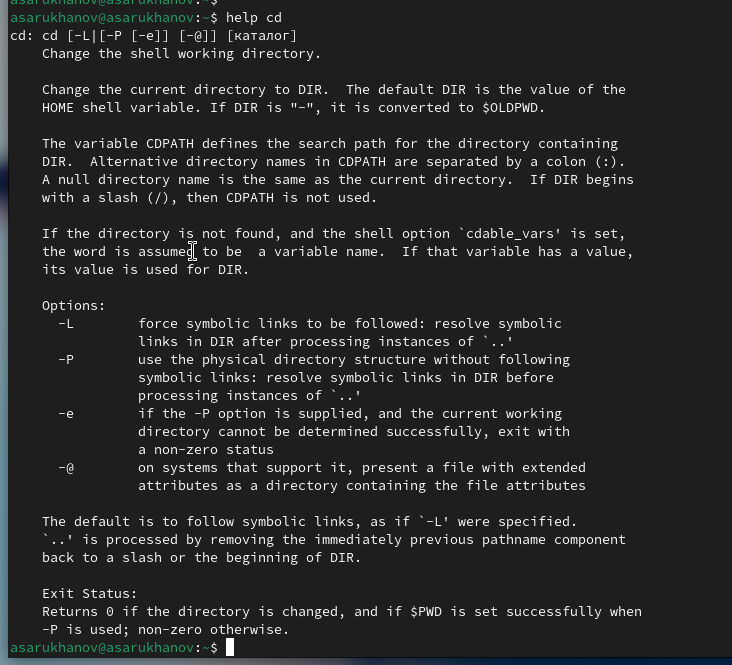 asarukhanov@asarukhanov:~$ help cd
cd: cd [-L|[-P [-e]] [-@]] [каталог]
    Change the shell working directory.

    Change the current directory to DIR.  The default DIR is the value of the
    HOME shell variable. If DIR is "-", it is converted to $OLDPWD.

    The variable CDPATH defines the search path for the directory containing
    DIR.  Alternative directory names in CDPATH are separated by a colon (:).
    A null directory name is the same as the current directory.  If DIR begins
    with a slash (/), then CDPATH is not used.

    If the directory is not found, and the shell option `cdable_vars' is set,
    the word is assumed to be  a variable name.  If that variable has a value,
    its value is used for DIR.

    Options:
      -L        force symbolic links to be followed: resolve symbolic
                links in DIR after processing instances of `..'
      -P        use the physical directory structure without following
                symbolic links: resolve symbolic links in DIR before
                processing instances of `..'
      -e        if the -P option is supplied, and the current working
                directory cannot be determined successfully, exit with
                a non-zero status
      -@        on systems that support it, present a file with extended
                attributes as a directory containing the file attributes

    The default is to follow symbolic links, as if `-L' were specified.
    `..' is processed by removing the immediately previous pathname component
    back to a slash or the beginning of DIR.

    Exit Status:
    Returns 0 if the directory is changed, and if $PWD is set successfully when
    -P is used; non-zero otherwise.
asarukhanov@asarukhanov:~$